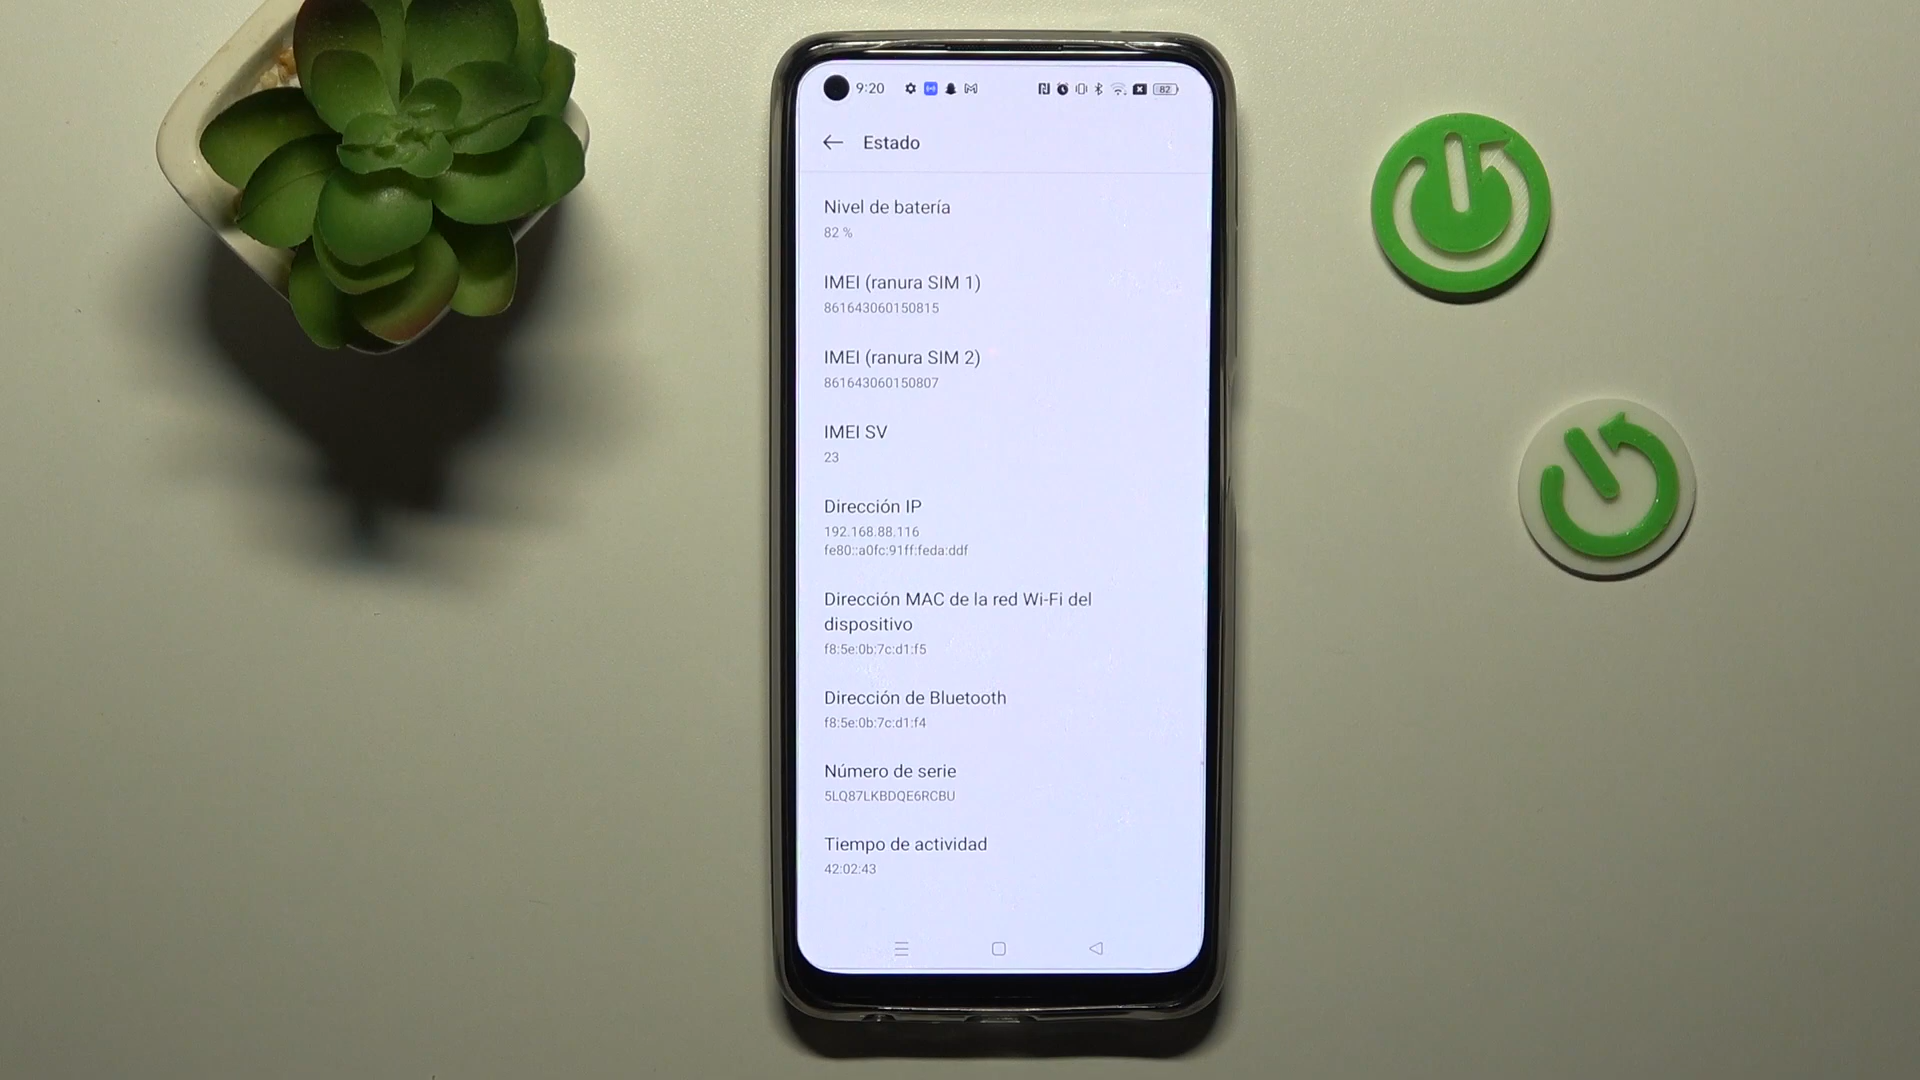 9:20
82
Estado
Nivel de batería
82 %
IMEI (ranura SIM 1)
861643060150815
IMEI (ranura SIM 2)
861643060150807
IMEI SV
23
Dirección IP
192.168.88.116
fe80::a0fc:91ff:feda:ddf
Dirección MAC de la red Wi-Fi del
dispositivo
f8:5e:0b:7c:d1:f5
Dirección de Bluetooth
f8:5e:0b:7c:d1:f4
Número de serie
5LQ87LKBDQE6RCBU
Tiempo de actividad
42:02:43